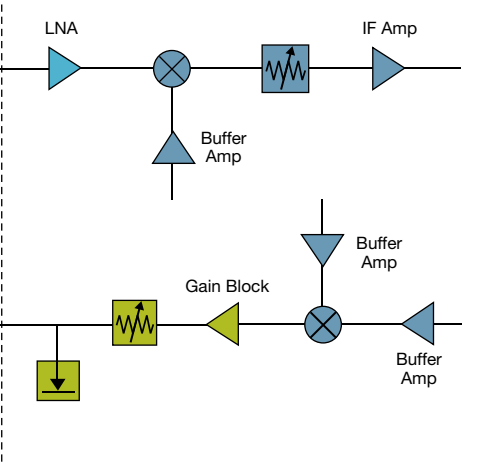 LNA
IF Amp
Buffer
Amp
Buffer
Amp
Gain Block
Buffer
Amp